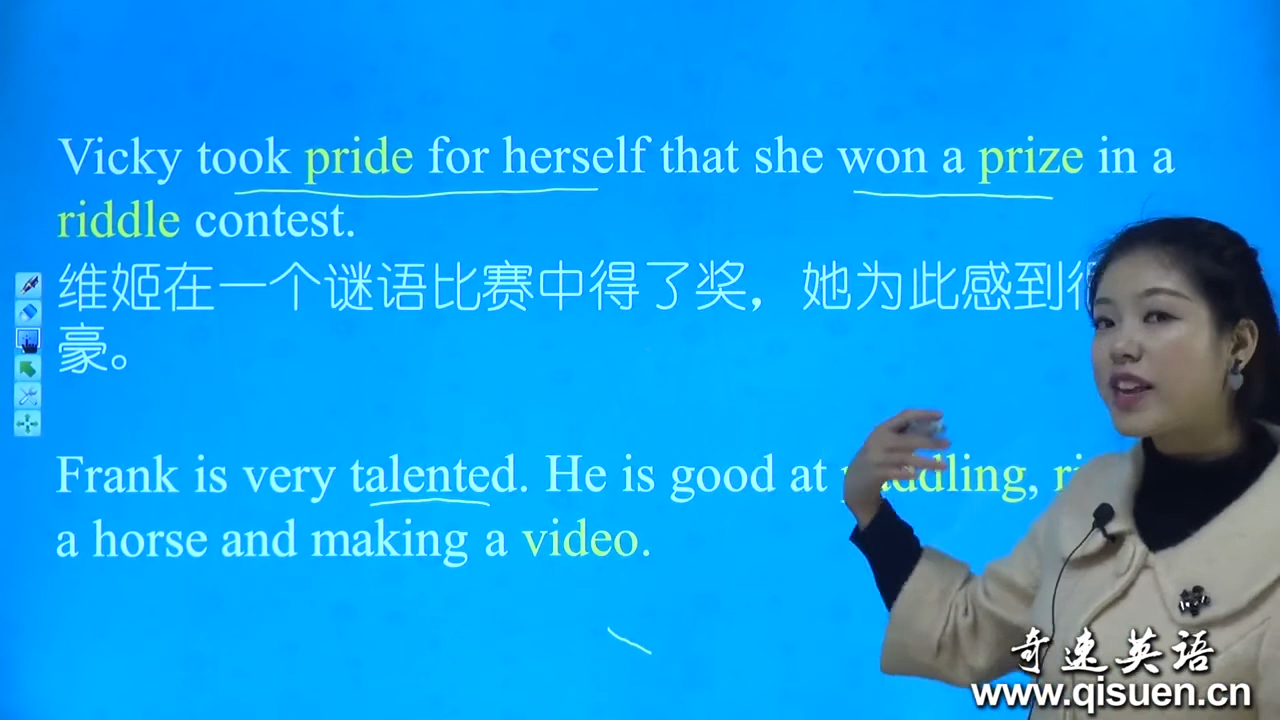 Vicky took pride for herself that she won a prize in a
riddle contest.
维姬在一个谜语比赛中得了奖，她为此感到
豪。
Frank is very talented. He is good at
a horse and making a video.
奇速英语
www.qisuen.cn